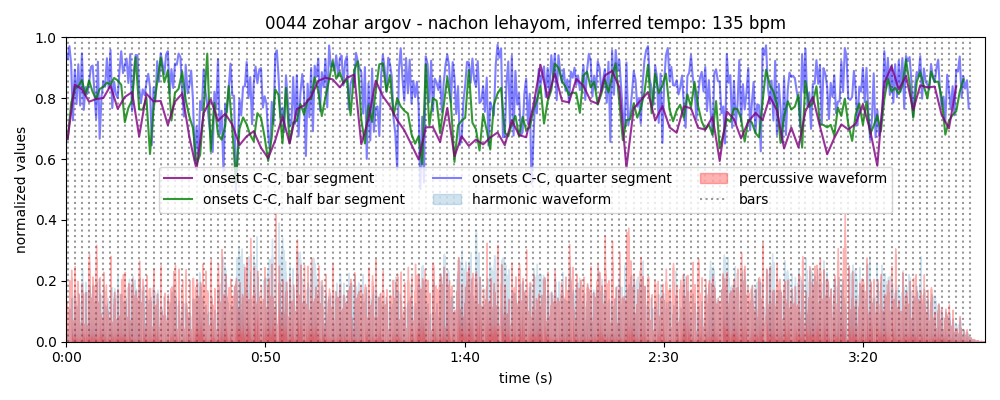 0044 zohar argov - nachon lehayom, inferred tempo: 135 bpm
1.0
0.8
0.6
0.4
0.2
0.0
normalized values
onsets C-C, bar segment
onsets C-C, half bar segment
onsets C-C, quarter segment
harmonic waveform
percussive waveform
bars
0:00 0:50 1:40 2:30 3:20
time (s)